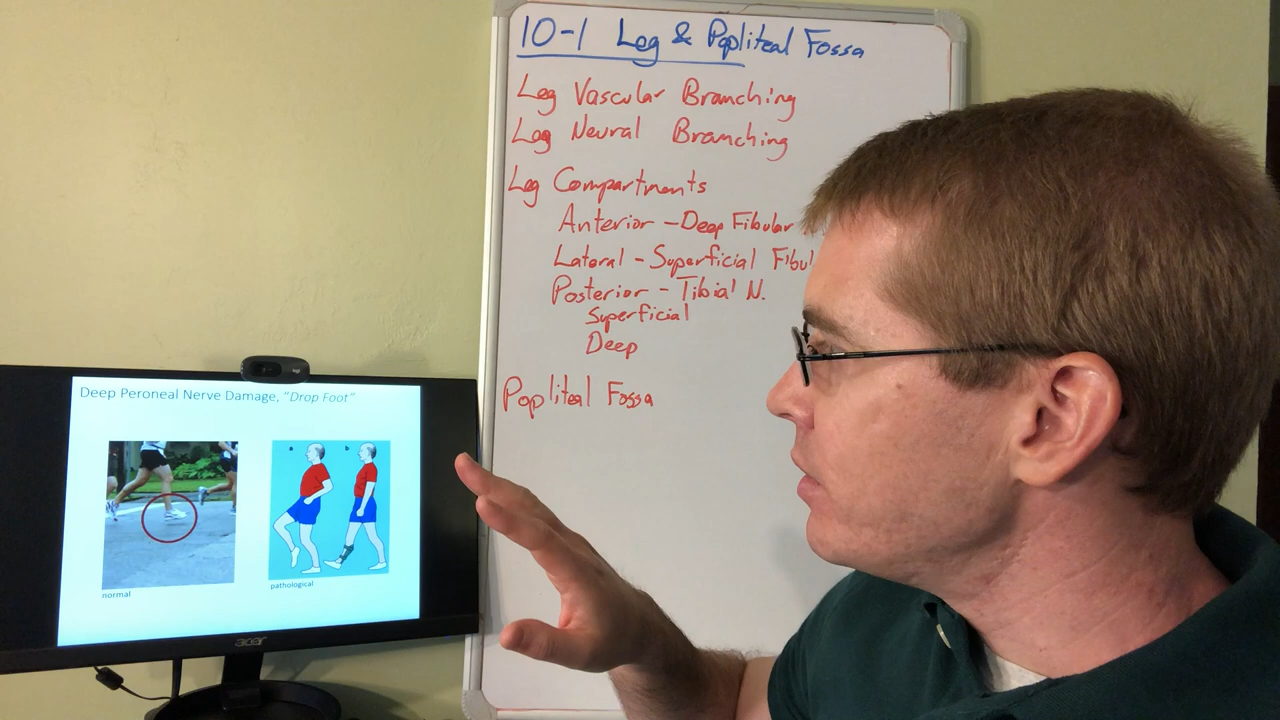 10-1 Leg & Popliteal Fossa
Leg Vascular Branching
Leg Neural Branching
Leg Compartments
Anterior - Deep Fibular
Lateral - Superficial Fibul
Posterior - Tibial N.
Superficial
Deep
Popliteal Fossa
Deep Peroneal Nerve Damage, "Drop Foot"
a b
normal
pathological
acer
logi